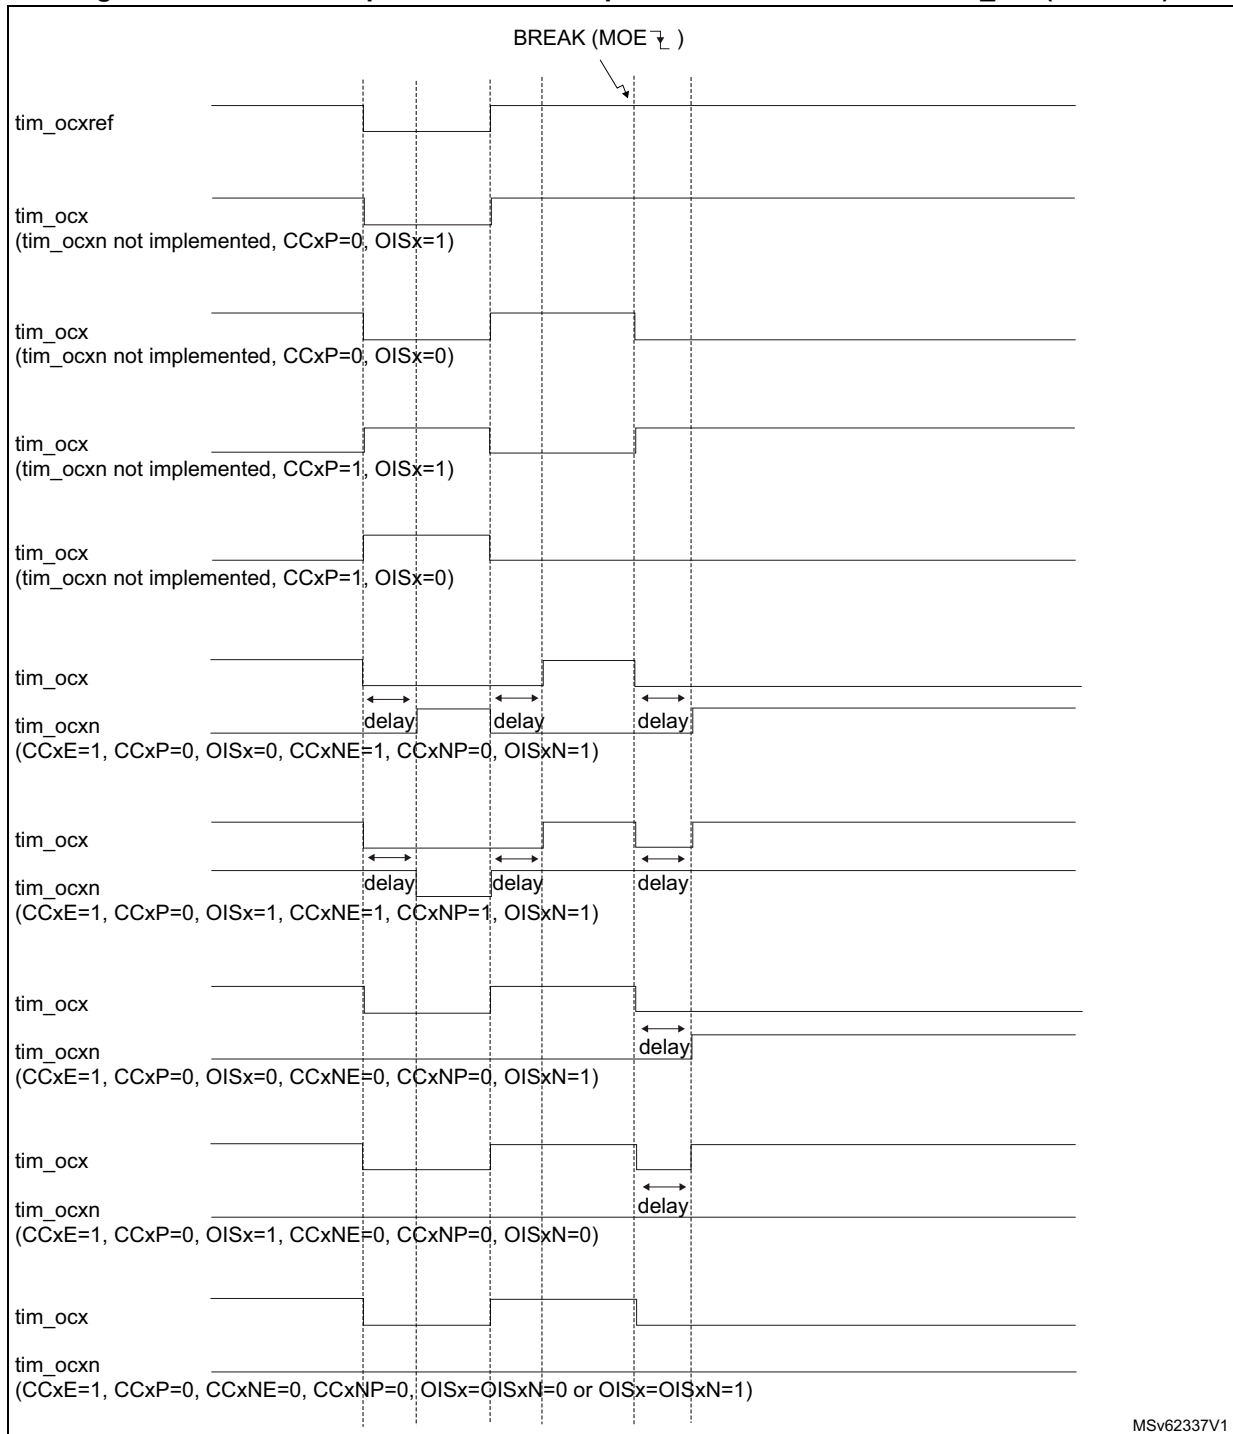 BREAK (MOE )
tim_ocxref
tim_ocx
(tim_ocxn not implemented, CCxP=0, OISx=1)
tim_ocx
(tim_ocxn not implemented, CCxP=0, OISx=0)
tim_ocx
(tim_ocxn not implemented, CCxP=1, OISx=1)
tim_ocx
(tim_ocxn not implemented, CCxP=1, OISx=0)
tim_ocx
delay delay delay
tim_ocxn
(CCxE=1, CCxP=0, OISx=0, CCxNE=1, CCxNP=0, OISxN=1)
tim_ocx
delay delay delay
tim_ocxn
(CCxE=1, CCxP=0, OISx=1, CCxNE=1, CCxNP=1, OISxN=1)
tim_ocx
delay
tim_ocxn
(CCxE=1, CCxP=0, OISx=0, CCxNE=0, CCxNP=0, OISxN=1)
tim_ocx
delay
tim_ocxn
(CCxE=1, CCxP=0, OISx=1, CCxNE=0, CCxNP=0, OISxN=0)
tim_ocx
tim_ocxn
(CCxE=1, CCxP=0, CCxNE=0, CCxNP=0, OISx=OISxN=0 or OISx=OISxN=1)
MSv62337V1